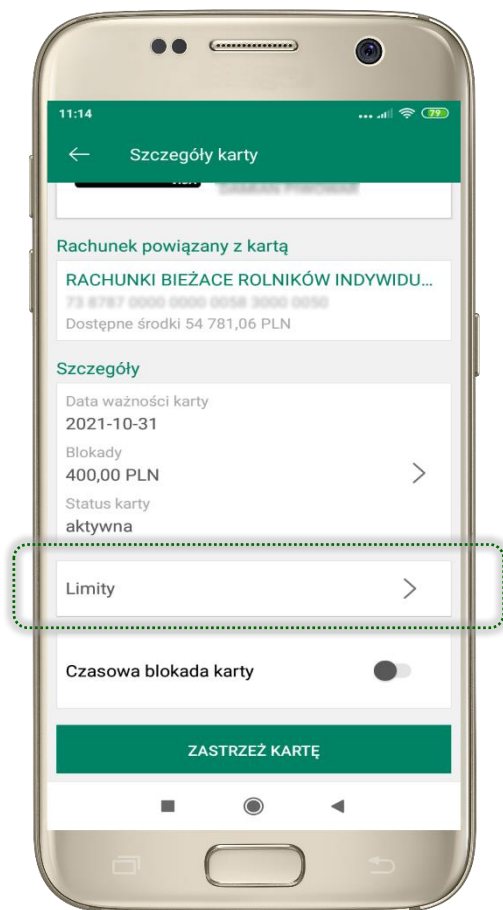 11:14
79
Szczegóły karty
Rachunek powiązany z kartą
RACHUNKI BIEŻACE ROLNIKÓW INDYWIDU...
Dostępne środki 54 781,06 PLN
Szczegóły
Data ważności karty
2021-10-31
Blokady
400,00 PLN
Status karty
aktywna
Limity
Czasowa blokada karty
ZASTRZEŻ KARTĘ